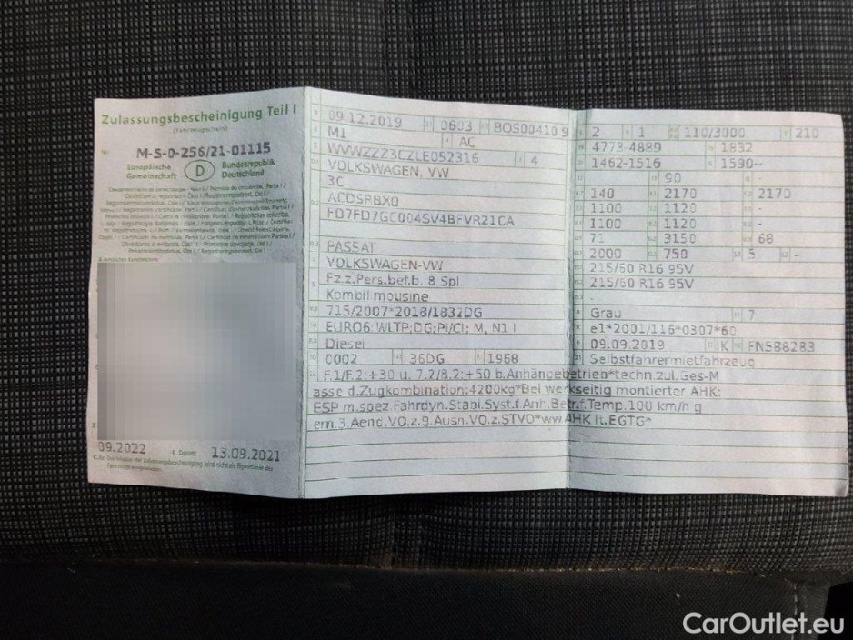 Zulassungsbescheinigung Teil I
(Fahrzeugschein)
M-S-0-256/21-01115
Europäische Gemeinschaft
D
Bundesrepublik Deutschland
09.2022
13.09.2021
09.12.2019 0603 BOS00410 9
M1 AC
WVWZZZ3CZLE052316 4
VOLKSWAGEN, VW
3C
ACDSRBX0
FD7FD7GC004SV4BFVR21CA
PASSAT
VOLKSWAGEN-VW
Fz.z.Pers.bef.b. 8 Spl
Kombilimousine
715/2007*2018/1832DG
EURO6;WLTP;DG;PI/CI; M, N1 I
Diesel
0002 36DG 1968
2 1 110/3000 210
4773-4889 1832
1462-1516 1590--
90 -
140 2170 2170
1100 1120 -
1100 1120 -
71 3150 68
2000 750 5 -
215/60 R16 95V
215/60 R16 95V
-
Grau 7
e1*2001/116*0307*60
09.09.2019 K FN588283
Selbstfahrermietfahrzeug
F.1/F.2:+30 u. 7.2/8.2:+50 b.Anhängebetrieb*techn.zul.Ges-M
asse d.Zugkombination:4200kg*Bei werkseitig montierter AHK:
ESP m.spez.Fahrdyn.Stabi.Syst.f.Anh.Betr.f.Temp.100 km/h g
em.3.Aend.VO.z.9.Ausn.VO.z.STVO*ww.AHK lt.EGTG*
CarOutlet.eu